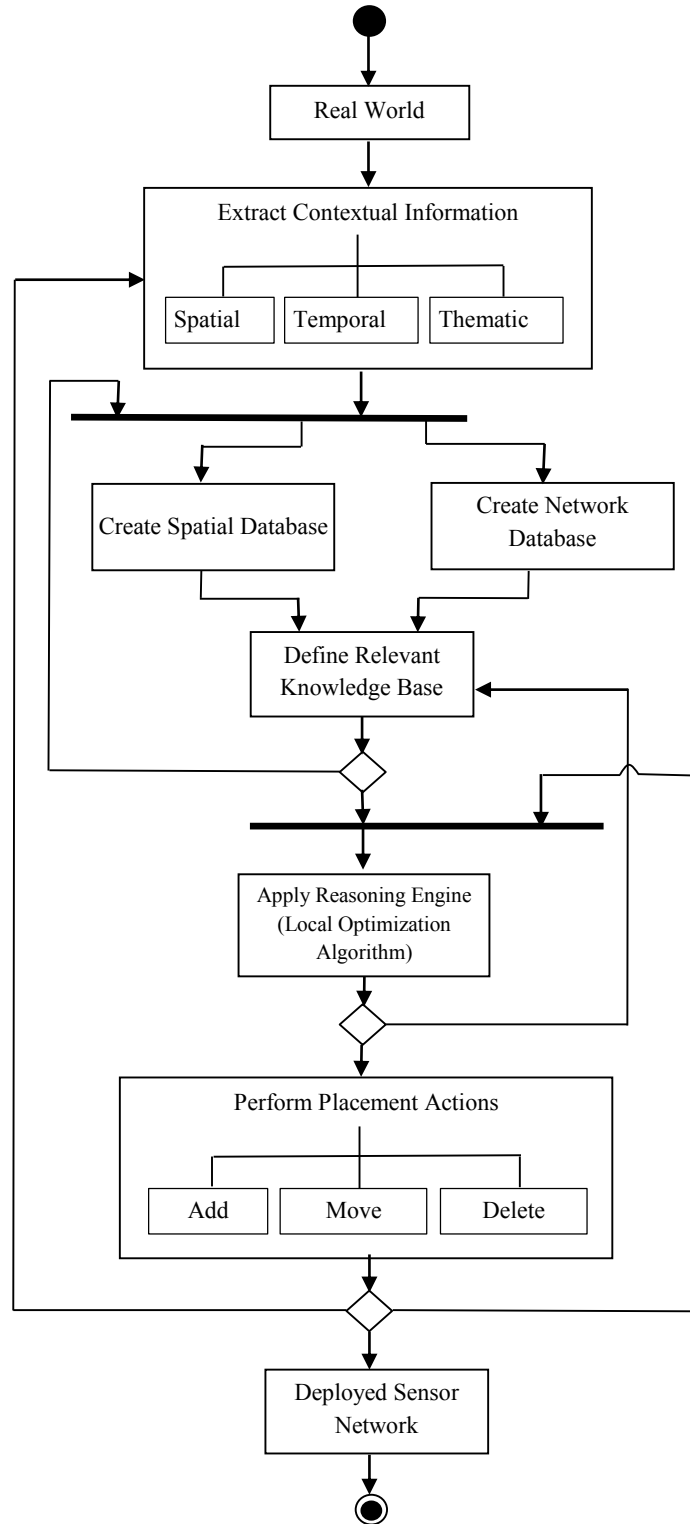 Real World
Extract Contextual Information
Spatial
Temporal
Thematic
Create Spatial Database
Create Network
Database
Define Relevant
Knowledge Base
Apply Reasoning Engine
(Local Optimization
Algorithm)
Perform Placement Actions
Add
Move
Delete
Deployed Sensor
Network